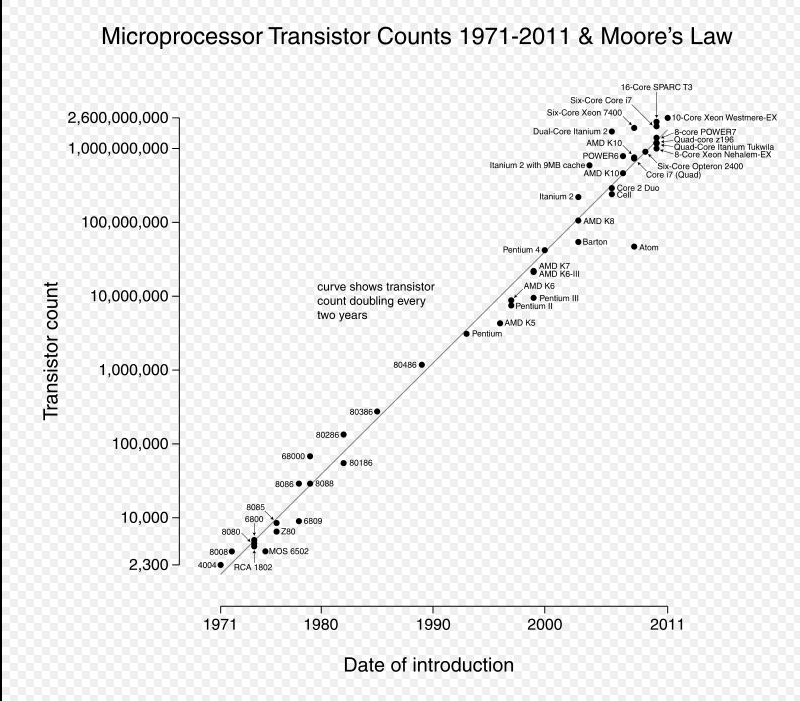 Microprocessor Transistor Counts 1971-2011 & Moore's Law
16-Core SPARC T3
Six-Core Core i7
Six-Core Xeon 7400
2,600,000,000
10-Core Xeon Westmere-EX
Dual-Core Itanium 2
8-core POWER7
Quad-core z196
AMD K10
1,000,000,000
Quad-Core Itanium Tukwila
8-Core Xeon Nehalem-EX
POWER6
Itanium 2 with 9MB cache
Six-Core Opteron 2400
AMD K10
Core i7 (Quad)
Core 2 Duo
Cell
Itanium 2
100,000,000
AMD K8
Barton
Atom
Pentium 4
AMD K7
AMD K6-III
curve shows transistor
count doubling every
two years
AMD K6
10,000,000
Pentium III
Pentium II
AMD K5
Pentium
Transistor count
80486
1,000,000
80386
80286
100,000
68000
80186
8086
8088
8085
10,000
6800
6809
8080
Z80
8008
MOS 6502
2,300
4004
RCA 1802
1971
1980
1990
2000
2011
Date of introduction